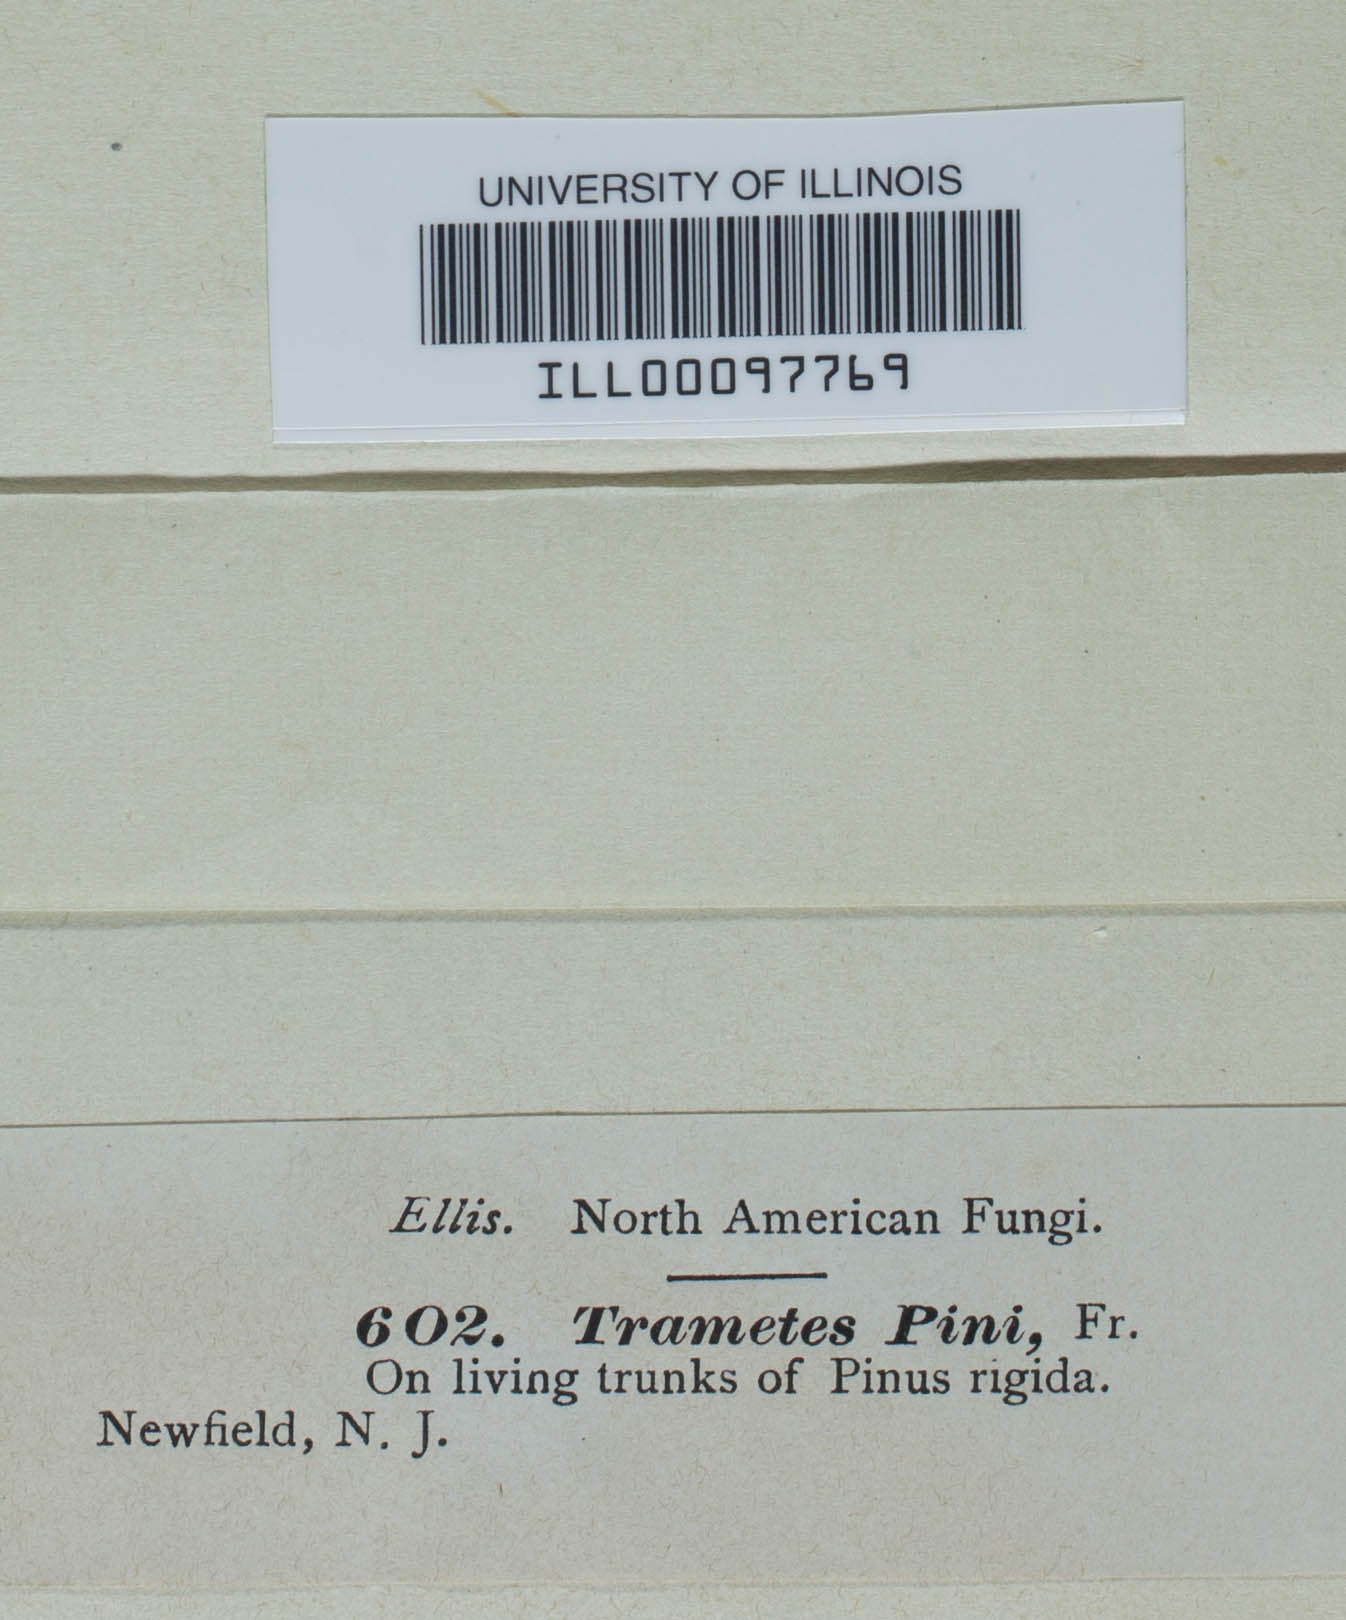 UNIVERSITY OF ILLINOIS
ILL00097769
Ellis. North American Fungi.
602. Trametes Pini, Fr.
On living trunks of Pinus rigida.
Newfield, N. J.